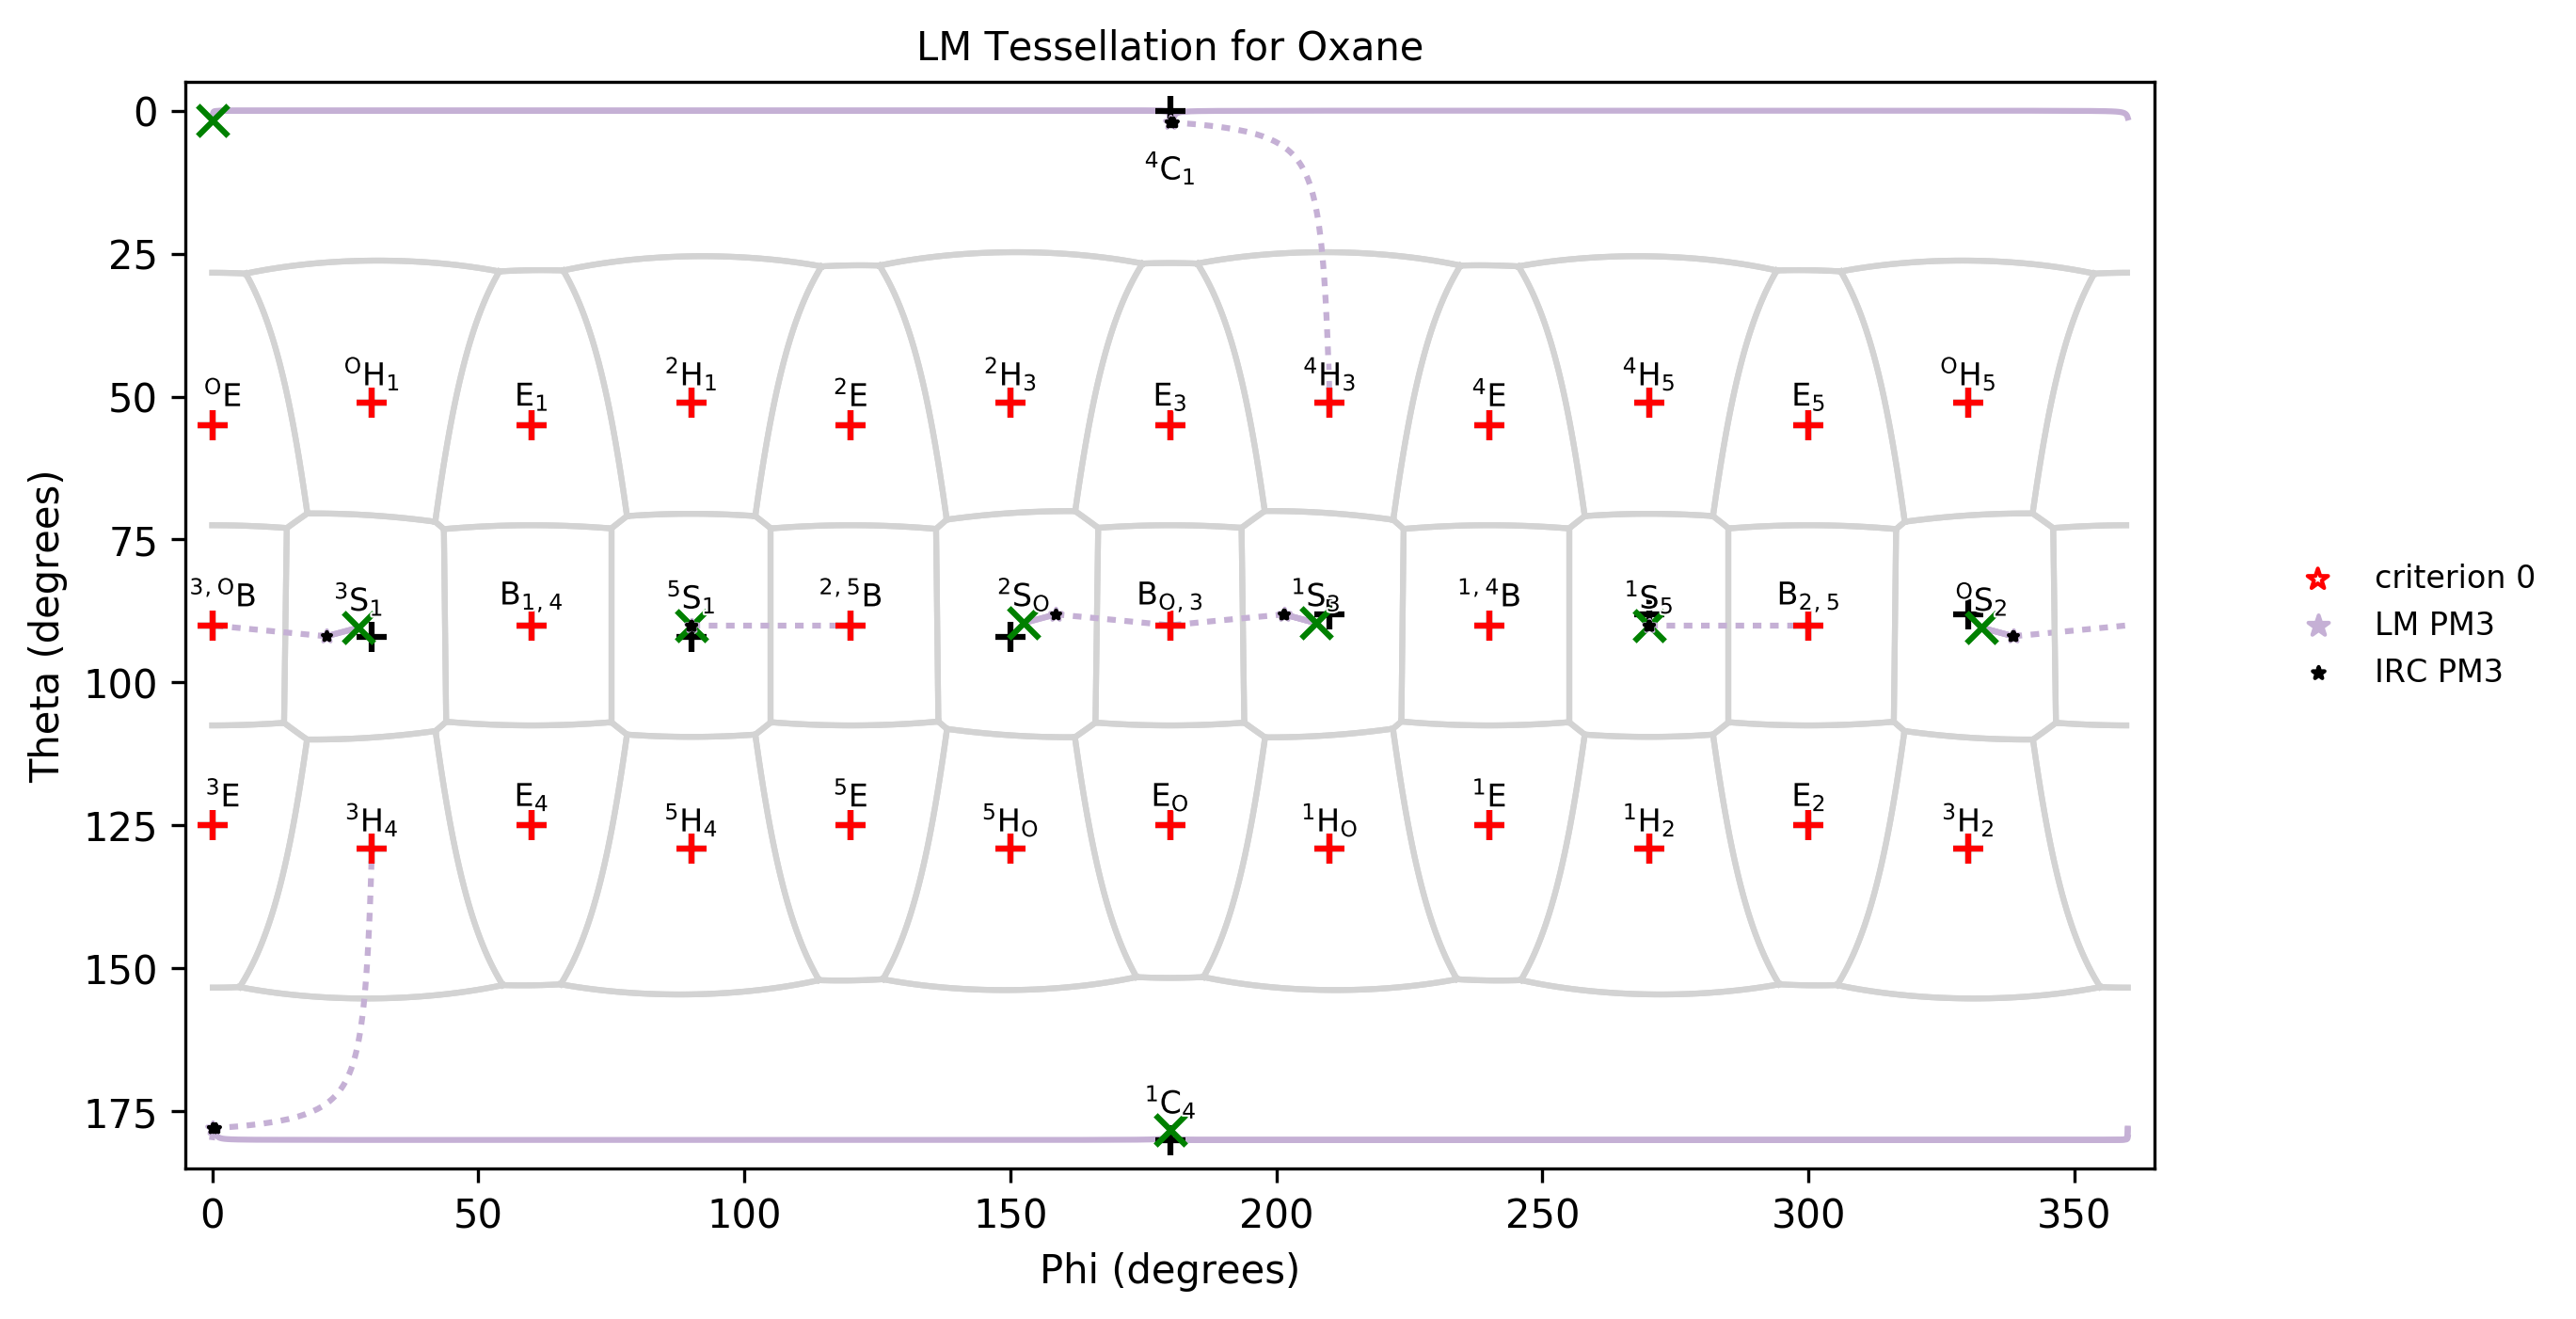 LM Tessellation for Oxane
0
⁴C₁
25
ᴼE ᴼH₁ E₁ ²H₁ ²E ²H₃ E₃ ⁴H₃ ⁴E ⁴H₅ E₅ ᴼH₅
50
75
³,ᴼB ³S₁ B₁,₄ ⁵S₁ ²,⁵B ²Sₒ Bₒ,₃ ¹S₃ ¹,⁴B ¹S₅ B₂,₅ ᴼS₂
100
³E ³H₄ E₄ ⁵H₄ ⁵E ⁵Hₒ Eₒ ¹Hₒ ¹E ¹H₂ E₂ ³H₂
125
150
¹C₄
175
0 50 100 150 200 250 300 350
Phi (degrees)
Theta (degrees)
criterion 0
LM PM3
IRC PM3